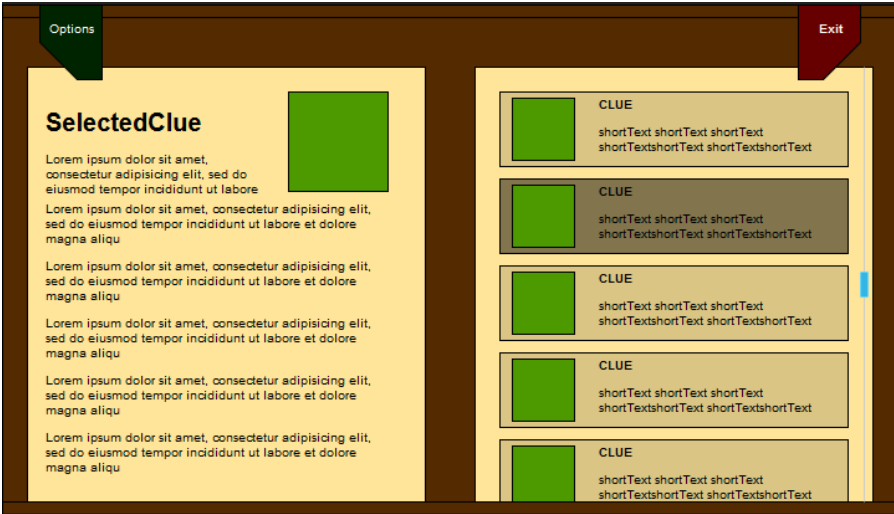 Options
Exit
SelectedClue
Lorem ipsum dolor sit amet,
consectetur adipisicing elit, sed do
eiusmod tempor incididunt ut labore
Lorem ipsum dolor sit amet, consectetur adipisicing elit,
sed do eiusmod tempor incididunt ut labore et dolore
magna aliqu
Lorem ipsum dolor sit amet, consectetur adipisicing elit,
sed do eiusmod tempor incididunt ut labore et dolore
magna aliqu
Lorem ipsum dolor sit amet, consectetur adipisicing elit,
sed do eiusmod tempor incididunt ut labore et dolore
magna aliqu
Lorem ipsum dolor sit amet, consectetur adipisicing elit,
sed do eiusmod tempor incididunt ut labore et dolore
magna aliqu
Lorem ipsum dolor sit amet, consectetur adipisicing elit,
sed do eiusmod tempor incididunt ut labore et dolore
magna aliqu
CLUE
shortText shortText shortText
shortTextshortText shortTextshortText
CLUE
shortText shortText shortText
shortTextshortText shortTextshortText
CLUE
shortText shortText shortText
shortTextshortText shortTextshortText
CLUE
shortText shortText shortText
shortTextshortText shortTextshortText
CLUE
shortText shortText shortText
shortTextshortText shortTextshortText